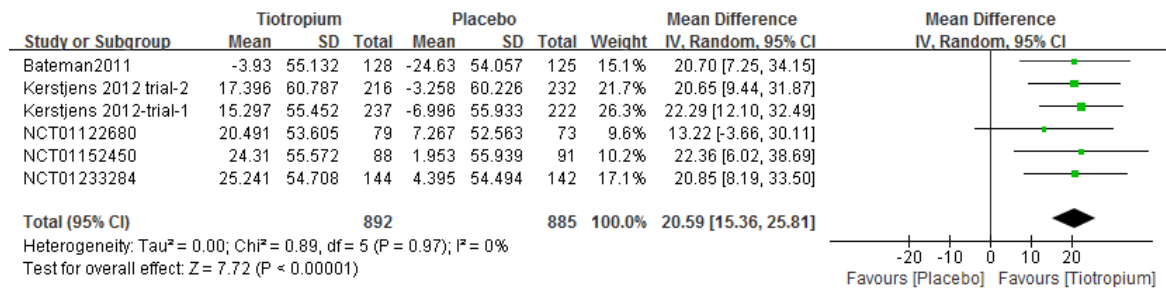 Tiotropium Placebo Mean Difference Mean Difference
Study or Subgroup Mean SD Total Mean SD Total Weight IV, Random, 95% CI IV, Random, 95% CI
Bateman2011 -3.93 55.132 128 -24.63 54.057 125 15.1% 20.70 [7.25, 34.15]
Kerstjens 2012 trial-2 17.396 60.787 216 -3.258 60.226 232 21.7% 20.65 [9.44, 31.87]
Kerstjens 2012-trial-1 15.297 55.452 237 -6.996 55.933 222 26.3% 22.29 [12.10, 32.49]
NCT01122680 20.491 53.605 79 7.267 52.563 73 9.6% 13.22 [-3.66, 30.11]
NCT01152450 24.31 55.572 88 1.953 55.939 91 10.2% 22.36 [6.02, 38.69]
NCT01233284 25.241 54.708 144 4.395 54.494 142 17.1% 20.85 [8.19, 33.50]
Total (95% CI) 892 885 100.0% 20.59 [15.36, 25.81]
Heterogeneity: Tau² = 0.00; Chi² = 0.89, df = 5 (P = 0.97); I² = 0%
Test for overall effect: Z = 7.72 (P < 0.00001)
-20 -10 0 10 20
Favours [Placebo] Favours [Tiotropium]